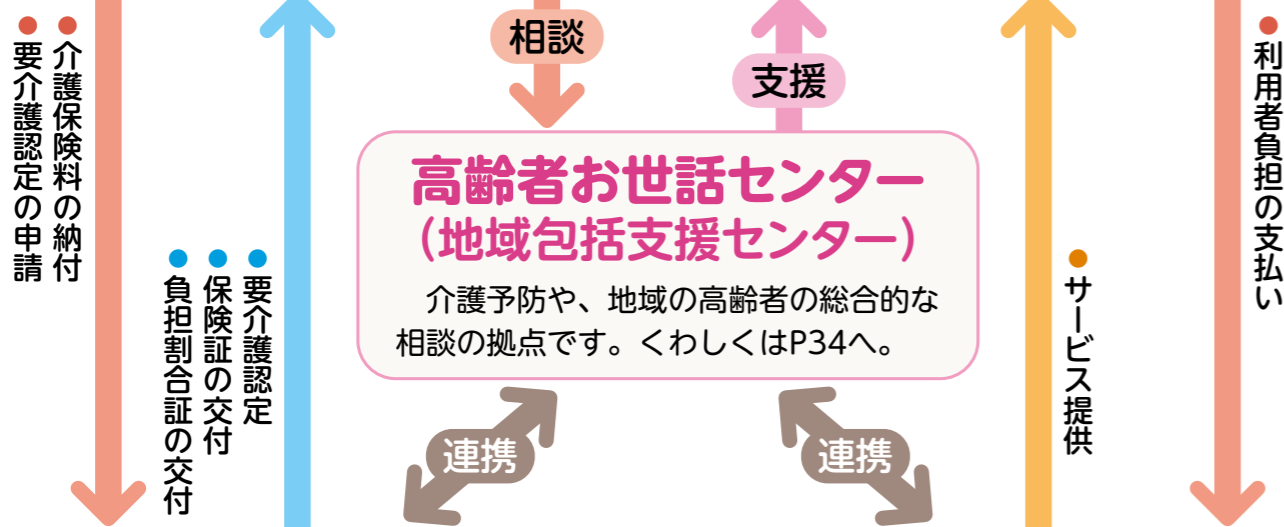 ●介護保険料の納付
●要介護認定の申請
●要介護認定
●保険証の交付
●負担割合証の交付
相談
支援
高齢者お世話センター
（地域包括支援センター）
介護予防や、地域の高齢者の総合的な
相談の拠点です。くわしくはP34へ。
連携
連携
●サービス提供
●利用者負担の支払い